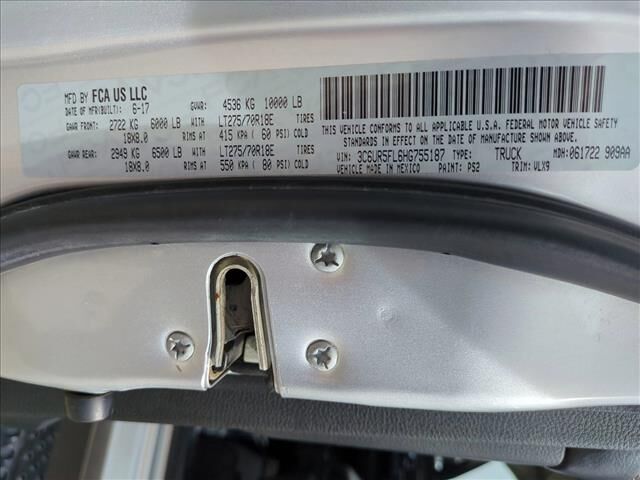 MFD BY FCA US LLC
DATE OF MFR(BUILT): 6-17 GVWR: 4536 KG 10000 LB
GAWR FRONT: 2722 KG 6000 LB WITH LT275/70R18E TIRES
18X8.0 RIMS AT 415 KPA ( 60 PSI) COLD
GAWR REAR: 2949 KG 6500 LB WITH LT275/70R18E TIRES
18X8.0 RIMS AT 550 KPA ( 80 PSI) COLD
THIS VEHICLE CONFORMS TO ALL APPLICABLE U.S.A. FEDERAL MOTOR VEHICLE SAFETY
STANDARDS IN EFFECT ON THE DATE OF MANUFACTURE SHOWN ABOVE.
VIN: 3C6UR5FL6HG755187 TYPE: TRUCK MDH: 061722 909AA
VEHICLE MADE IN MEXICO PAINT: PS2 TRIM: VLX9